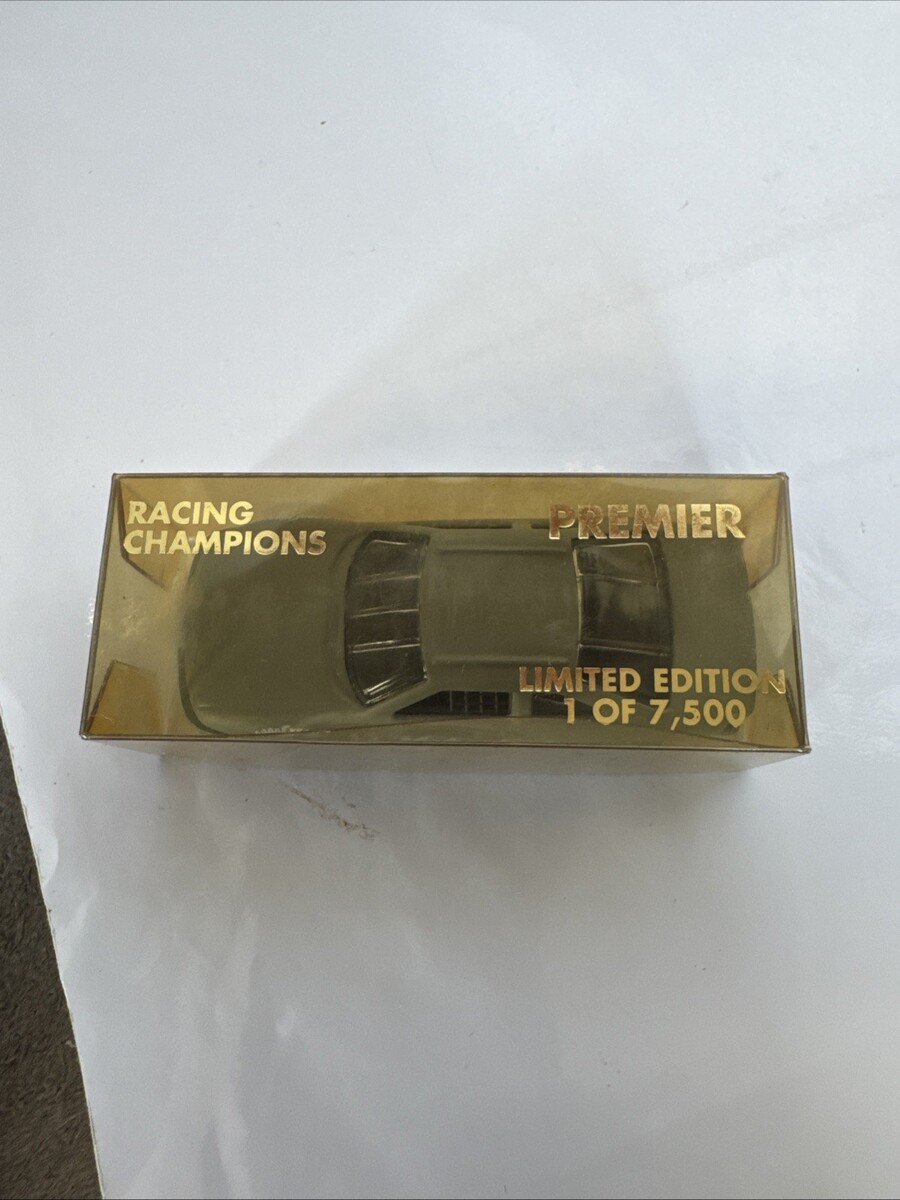 RACING
CHAMPIONS
PREMIER
LIMITED EDITION
1 OF 7,500